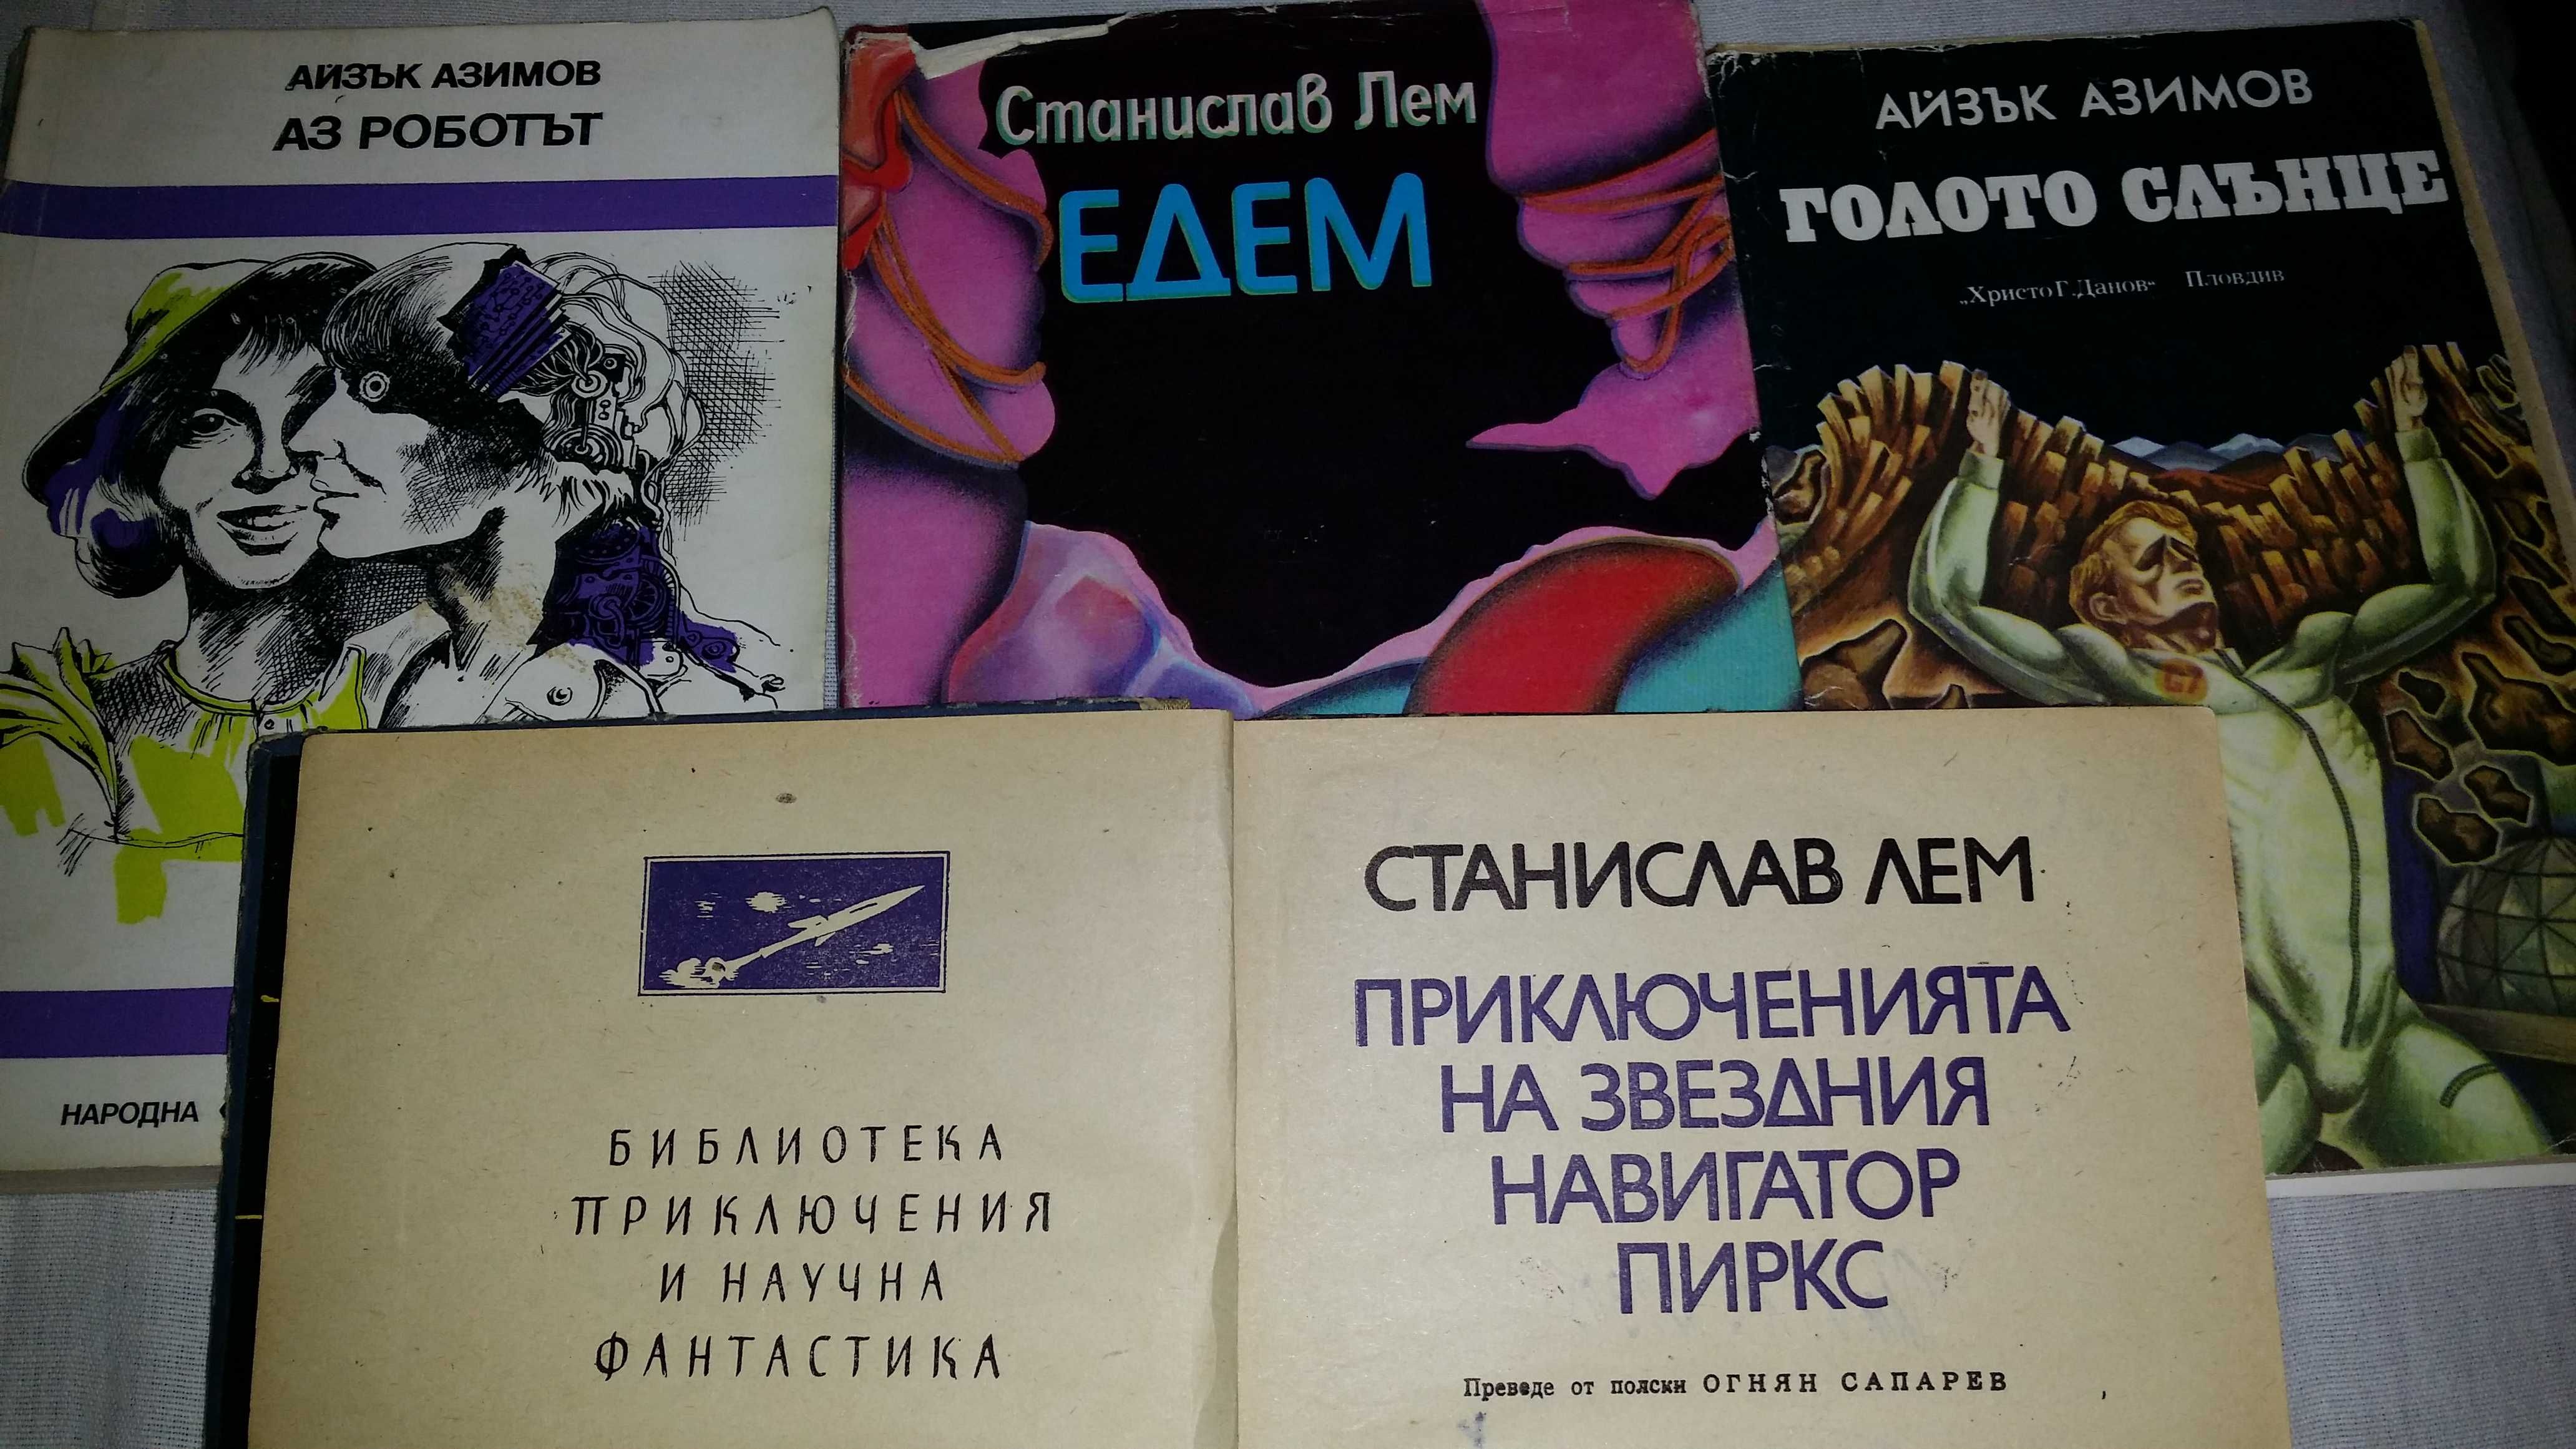 АЙЗЪК АЗИМОВ
АЗ РОБОТЪТ
НАРОДНА
Станислав Лем
ЕДЕМ
АЙЗЪК АЗИМОВ
ГОЛОТО СЛЪНЦЕ
„Христо Г. Данов“ Пловдив
G7
БИБЛИОТЕКА
ПРИКЛЮЧЕНИЯ
И НАУЧНА
ФАНТАСТИКА
СТАНИСЛАВ ЛЕМ
ПРИКЛЮЧЕНИЯТА
НА ЗВЕЗДНИЯ
НАВИГАТОР
ПИРКС
Преведе от полски ОГНЯН САПАРЕВ